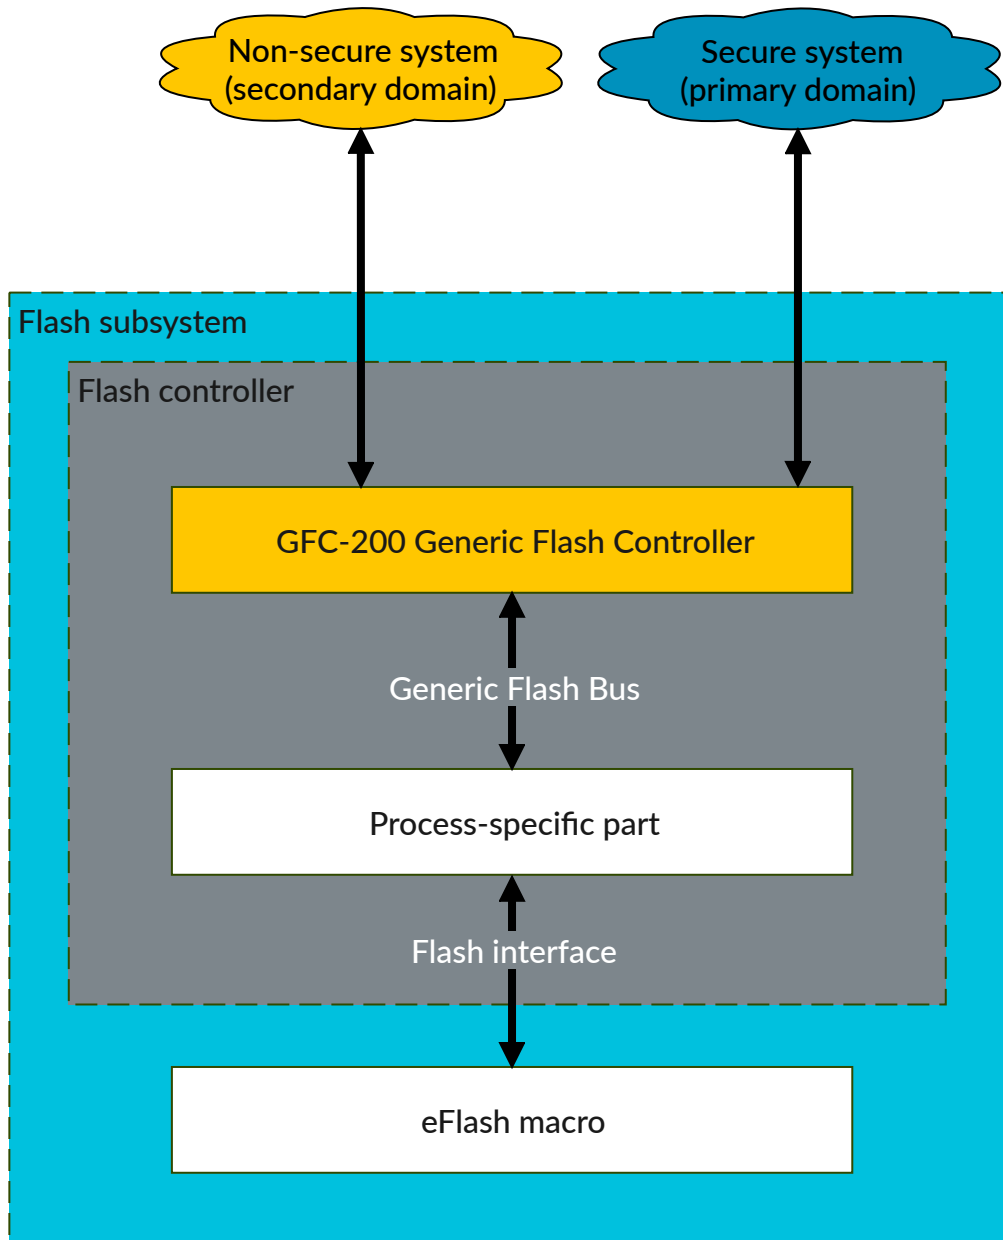 Non-secure system
(secondary domain)
Secure system
(primary domain)
Flash subsystem
Flash controller
GFC-200 Generic Flash Controller
Generic Flash Bus
Process-specific part
Flash interface
eFlash macro